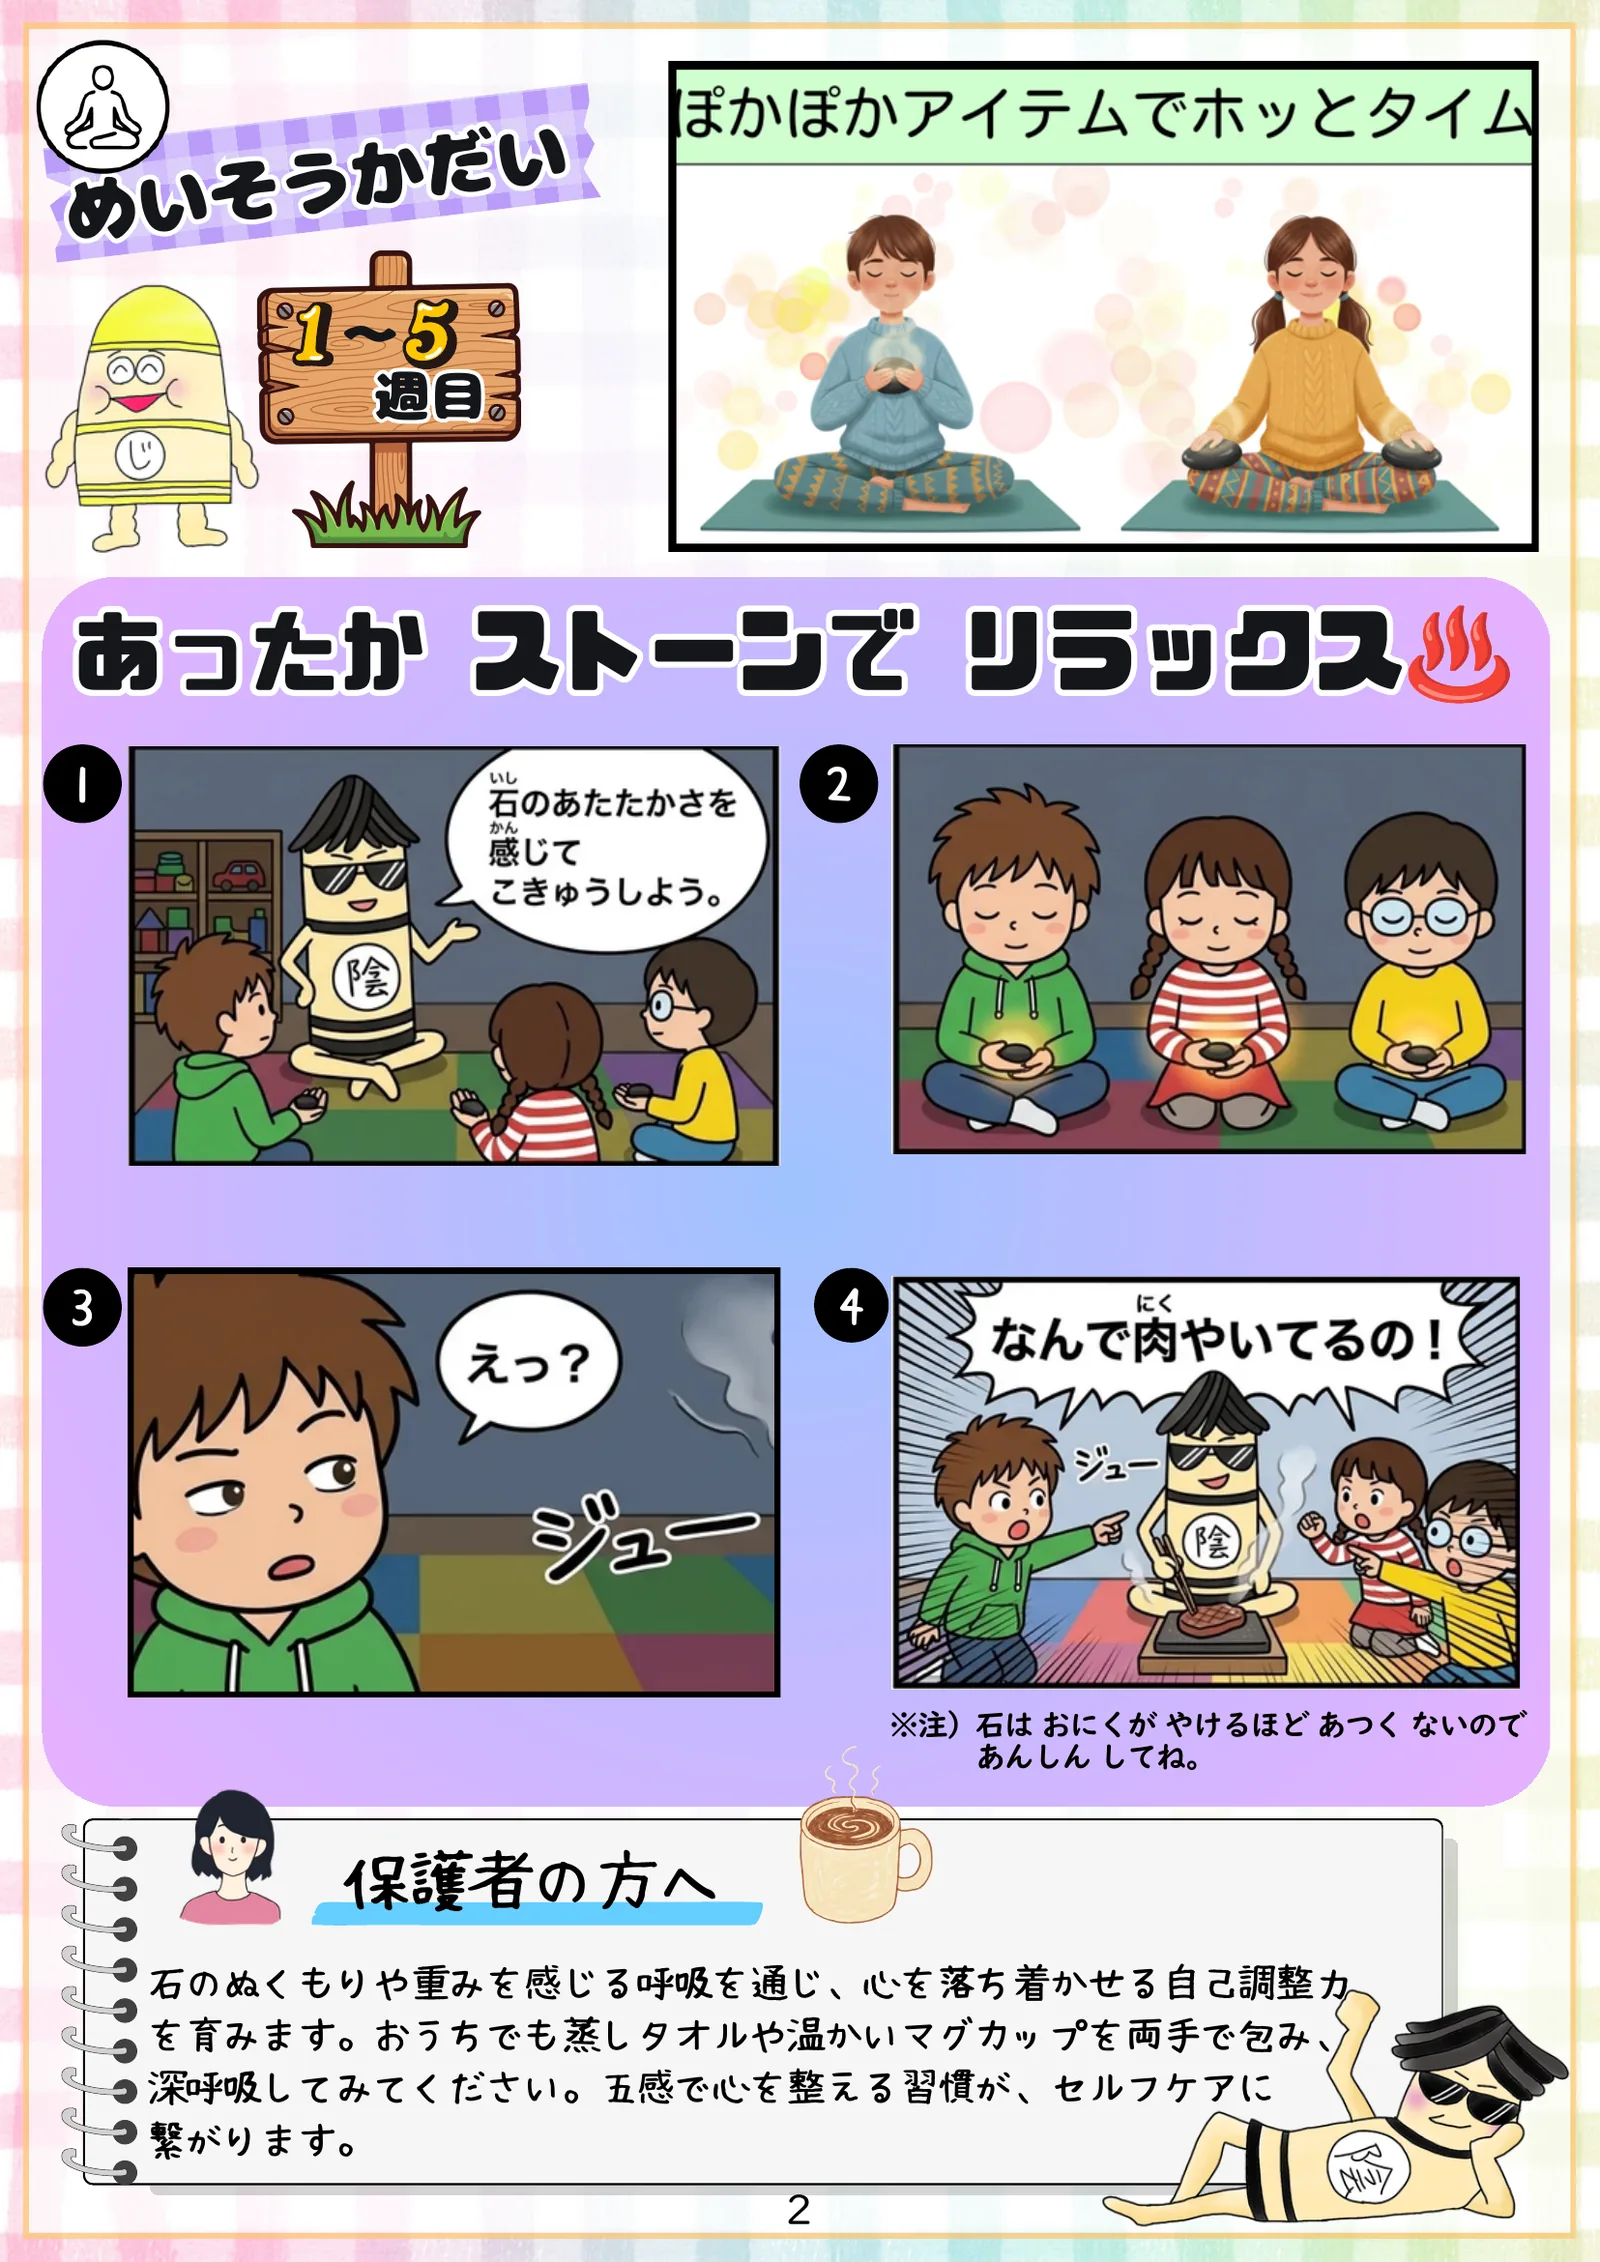 めいそうかだい
1～5
週目
じ
ぽかぽかアイテムでホッとタイム
あったか ストーンで リラックス♨
1
いし
石のあたたかさを
かん
感じて
こきゅうしよう。
陰
2
3
えっ？
ジュー
4
にく
なんで肉やいてるの！
ジュー
陰
※注）石は おにくが やけるほど あつく ないので
あんしん してね。
保護者の方へ
石のぬくもりや重みを感じる呼吸を通じ、心を落ち着かせる自己調整力
を育みます。おうちでも蒸しタオルや温かいマグカップを両手で包み、
深呼吸してみてください。五感で心を整える習慣が、セルフケアに
繋がります。
陰
2